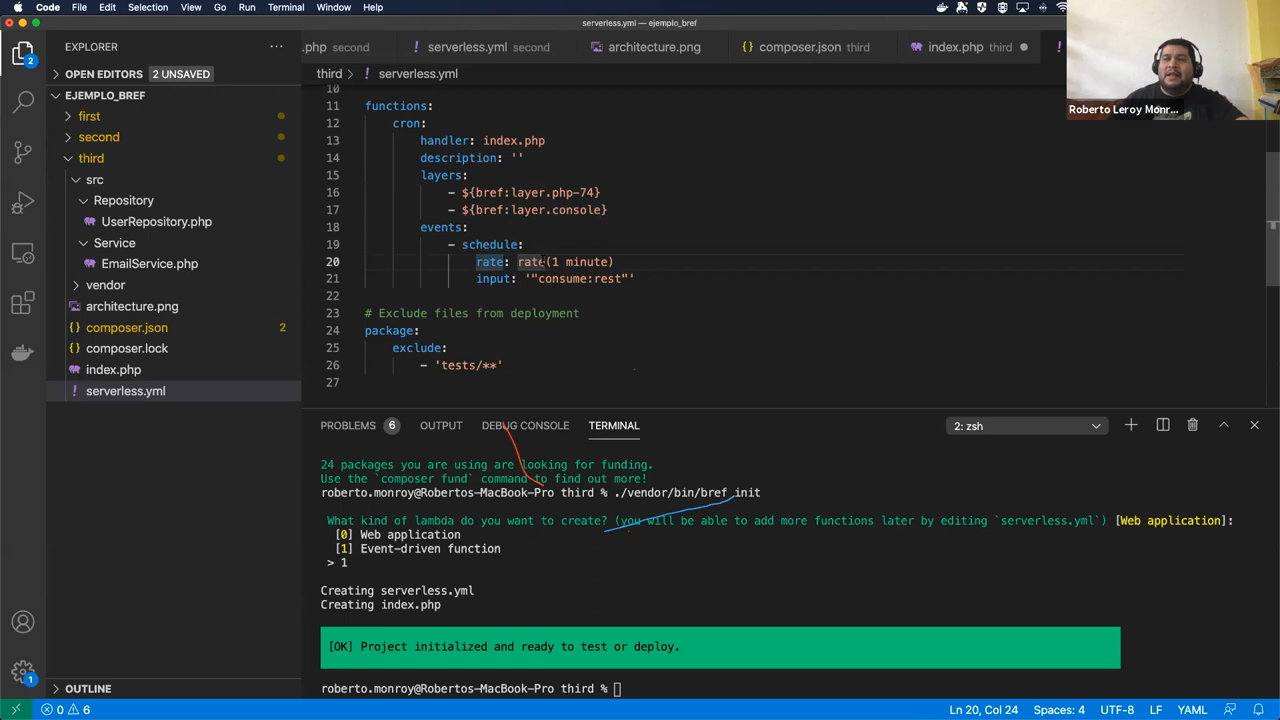 Code File Edit Selection View Go Run Terminal Window Help
serverless.yml — ejemplo_bref
EXPLORER
.php second
serverless.yml second
architecture.png
composer.json third
index.php third
OPEN EDITORS 2 UNSAVED
EJEMPLO_BREF
first
second
third
src
Repository
UserRepository.php
Service
EmailService.php
vendor
architecture.png
composer.json 2
composer.lock
index.php
serverless.yml
OUTLINE
third > ! serverless.yml
10
11 functions:
12 cron:
13 handler: index.php
14 description: ''
15 layers:
16 - ${bref:layer.php-74}
17 - ${bref:layer.console}
18 events:
19 - schedule:
20 rate: rate(1 minute)
21 input: '"consume:rest"'
22
23 # Exclude files from deployment
24 package:
25 exclude:
26 - 'tests/**'
27
PROBLEMS 6 OUTPUT DEBUG CONSOLE TERMINAL 2: zsh
24 packages you are using are looking for funding.
Use the `composer fund` command to find out more!
roberto.monroy@Robertos-MacBook-Pro third % ./vendor/bin/bref init
What kind of lambda do you want to create? (you will be able to add more functions later by editing `serverless.yml`) [Web application]:
[0] Web application
[1] Event-driven function
> 1
Creating serverless.yml
Creating index.php
[OK] Project initialized and ready to test or deploy.
roberto.monroy@Robertos-MacBook-Pro third %
0 6 Ln 20, Col 24 Spaces: 4 UTF-8 LF YAML
2
1
Roberto Leroy Monr...